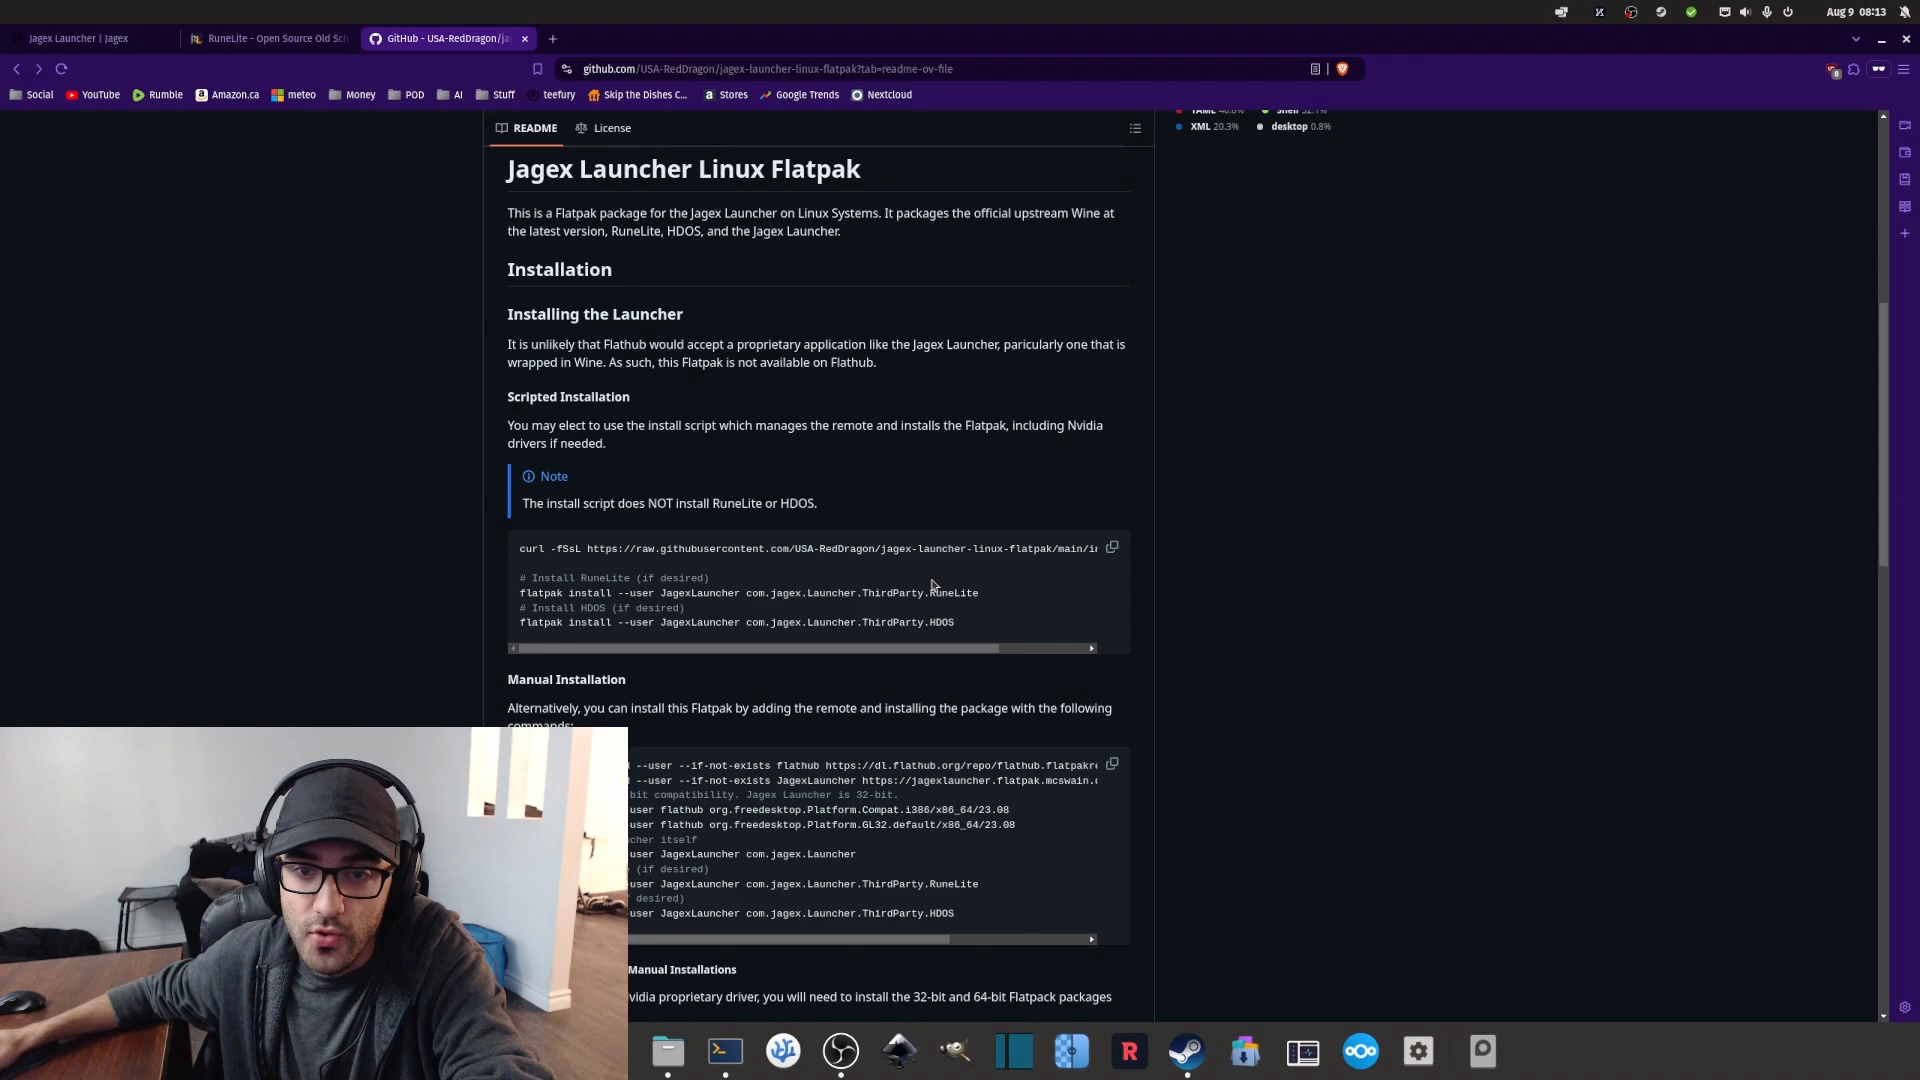 Aug 9 08:13
Jagex Launcher | Jagex
RuneLite - Open Source Old Sch
GitHub - USA-RedDragon/ja
github.com/USA-RedDragon/jagex-launcher-linux-flatpak?tab=readme-ov-file
8
Social
YouTube
Rumble
Amazon.ca
meteo
Money
POD
AI
Stuff
teefury
Skip the Dishes C...
Stores
Google Trends
Nextcloud
README
License
XML 20.3%
desktop 0.8%
Jagex Launcher Linux Flatpak
This is a Flatpak package for the Jagex Launcher on Linux Systems. It packages the official upstream Wine at
the latest version, RuneLite, HDOS, and the Jagex Launcher.
Installation
Installing the Launcher
It is unlikely that Flathub would accept a proprietary application like the Jagex Launcher, paricularly one that is
wrapped in Wine. As such, this Flatpak is not available on Flathub.
Scripted Installation
You may elect to use the install script which manages the remote and installs the Flatpak, including Nvidia
drivers if needed.
Note
The install script does NOT install RuneLite or HDOS.
curl -fSsL https://raw.githubusercontent.com/USA-RedDragon/jagex-launcher-linux-flatpak/main/i
# Install RuneLite (if desired)
flatpak install --user JagexLauncher com.jagex.Launcher.ThirdParty.RuneLite
# Install HDOS (if desired)
flatpak install --user JagexLauncher com.jagex.Launcher.ThirdParty.HDOS
Manual Installation
Alternatively, you can install this Flatpak by adding the remote and installing the package with the following
commands:
--user --if-not-exists flathub https://dl.flathub.org/repo/flathub.flatpakre
--user --if-not-exists JagexLauncher https://jagexlauncher.flatpak.mcswain.
bit compatibility. Jagex Launcher is 32-bit.
user flathub org.freedesktop.Platform.Compat.i386/x86_64/23.08
user flathub org.freedesktop.Platform.GL32.default/x86_64/23.08
cher itself
user JagexLauncher com.jagex.Launcher
(if desired)
user JagexLauncher com.jagex.Launcher.ThirdParty.RuneLite
desired)
user JagexLauncher com.jagex.Launcher.ThirdParty.HDOS
Manual Installations
vidia proprietary driver, you will need to install the 32-bit and 64-bit Flatpack packages